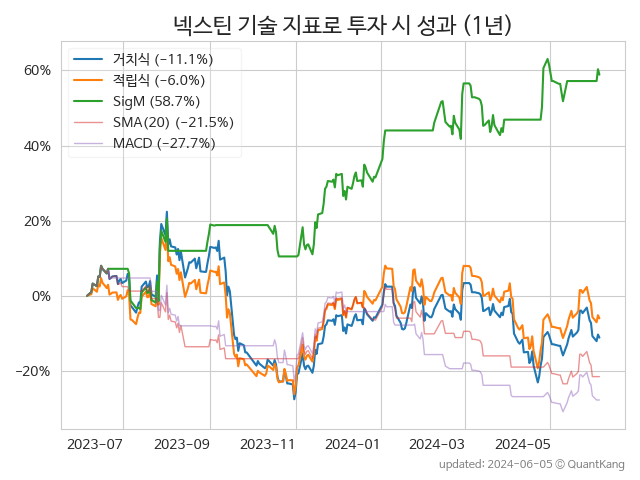 넥스틴 기술 지표로 투자 시 성과 (1년)
거치식 (−11.1%)
적립식 (−6.0%)
SigM (58.7%)
SMA(20) (−21.5%)
MACD (−27.7%)
60%
40%
20%
0%
−20%
2023-07 2023-09 2023-11 2024-01 2024-03 2024-05
updated: 2024-06-05 ⓒ QuantKang